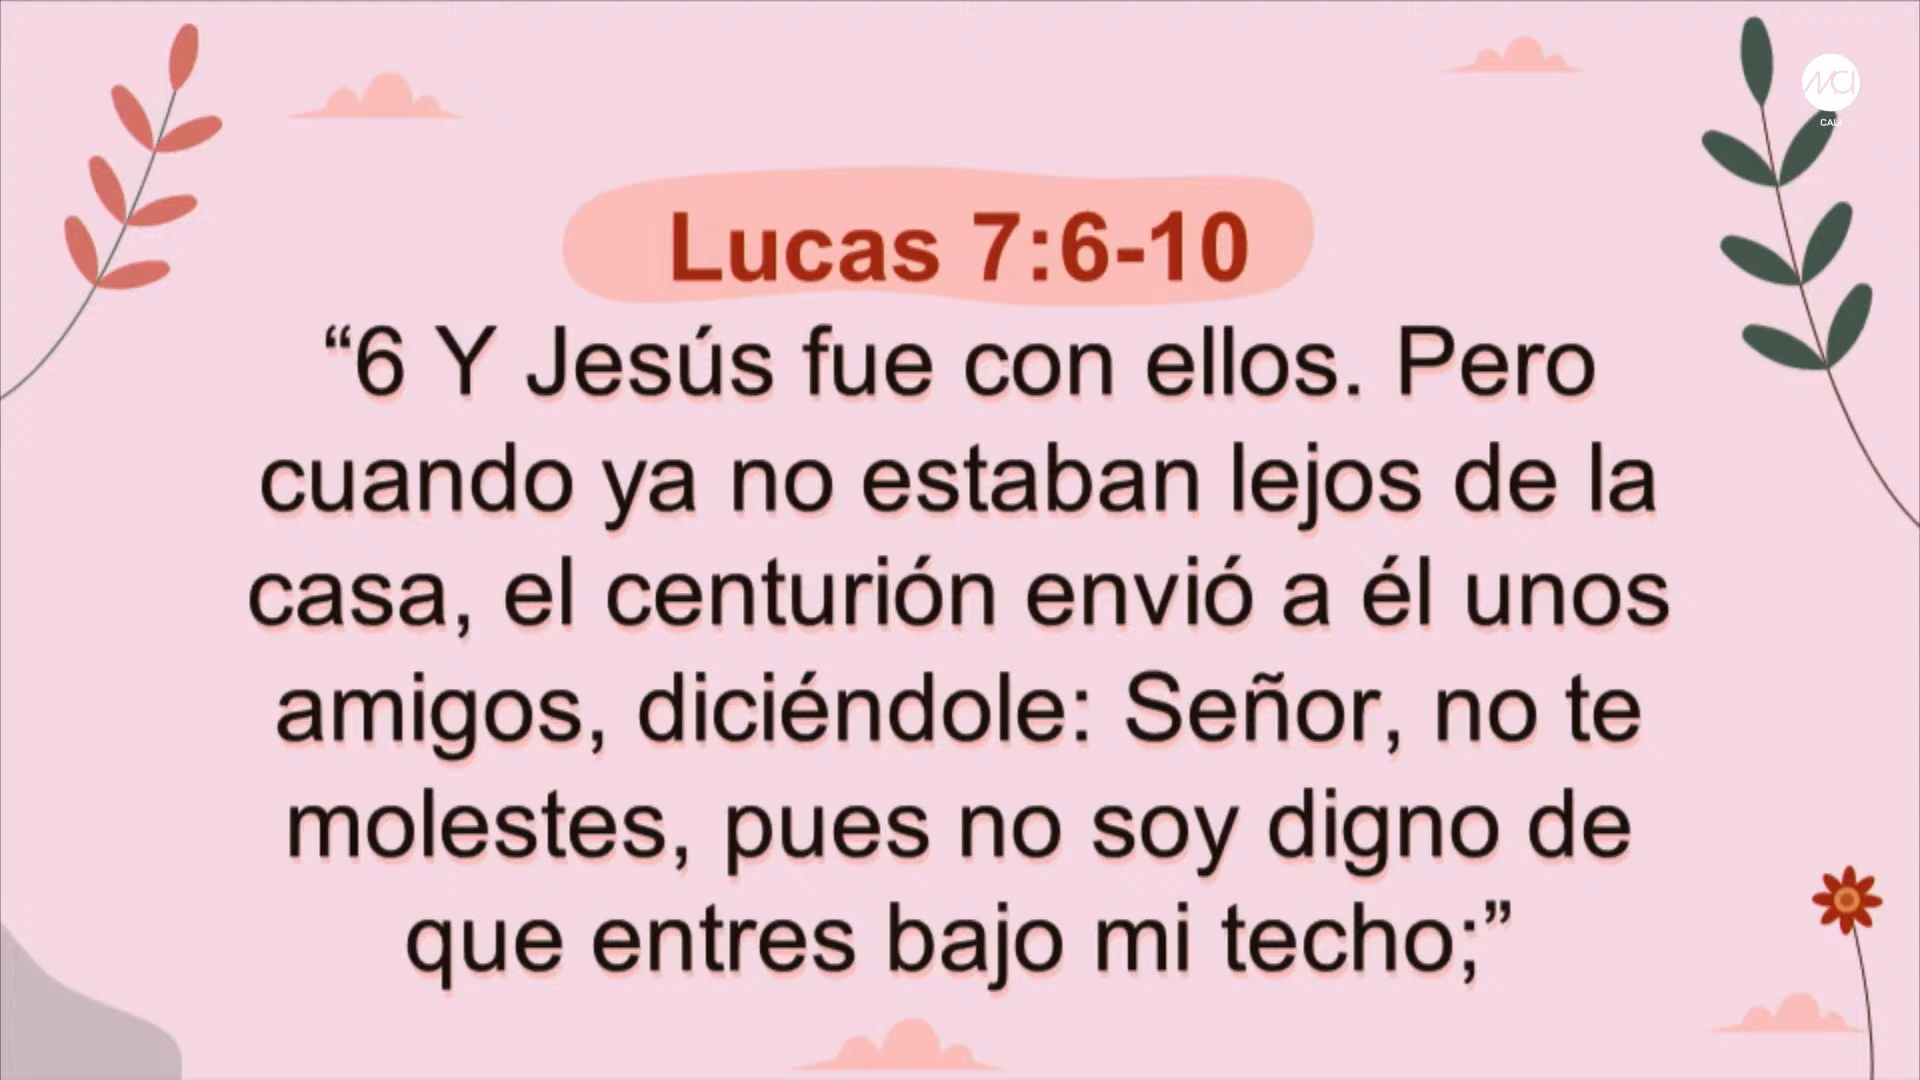 MCI
CALI
Lucas 7:6-10
“6 Y Jesús fue con ellos. Pero
cuando ya no estaban lejos de la
casa, el centurión envió a él unos
amigos, diciéndole: Señor, no te
molestes, pues no soy digno de
que entres bajo mi techo;”